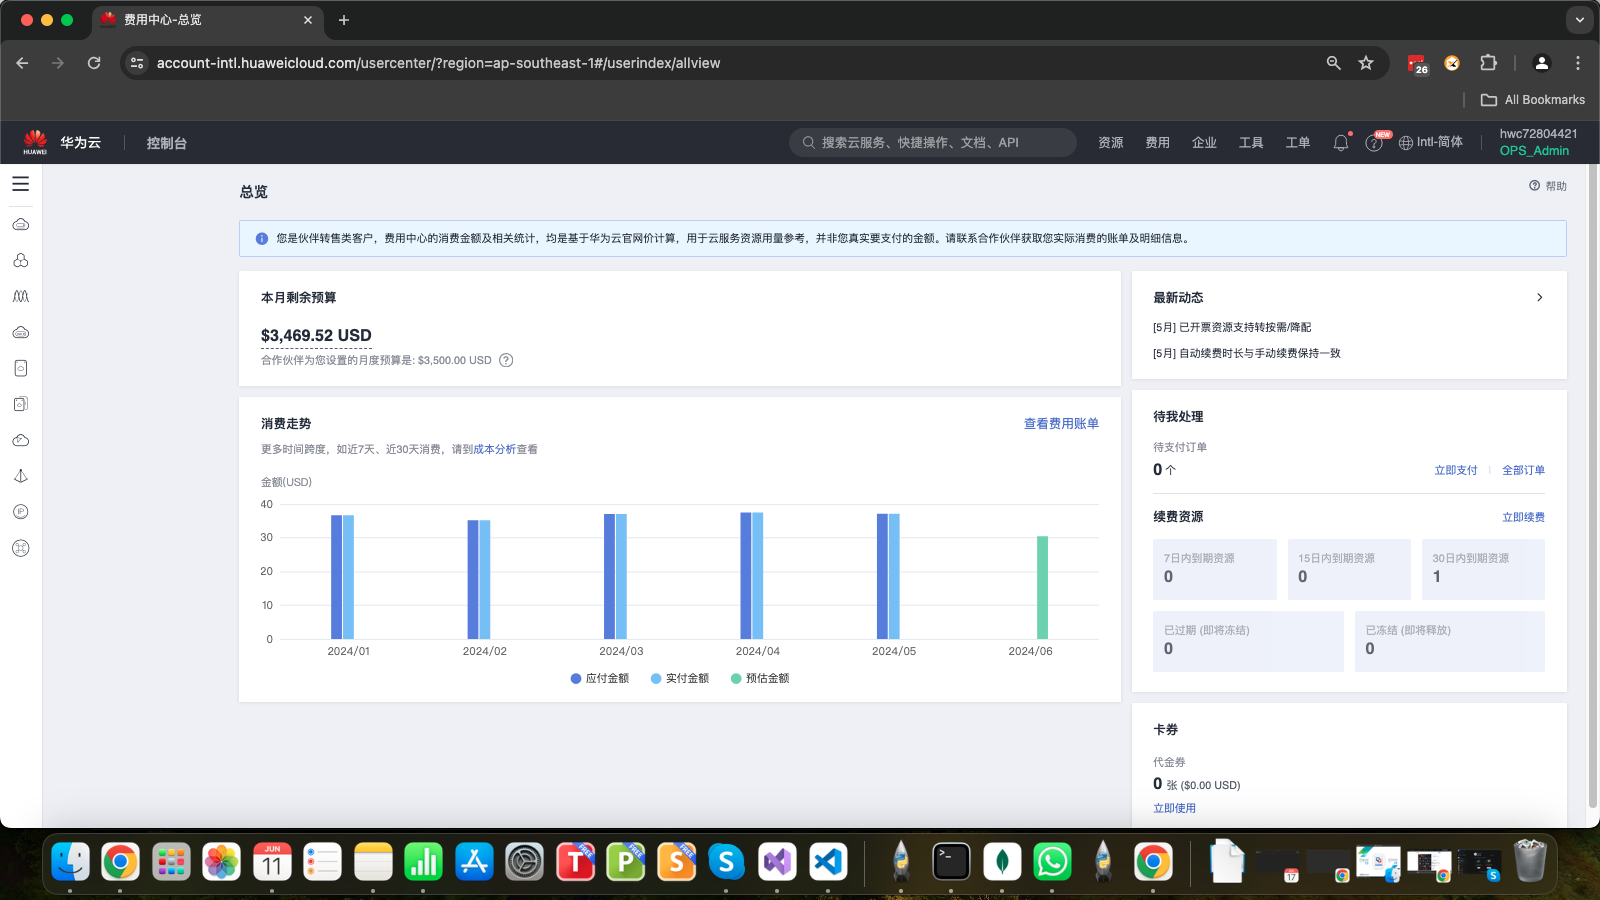 费用中心-总览
account-intl.huaweicloud.com/usercenter/?region=ap-southeast-1#/userindex/allview
26
All Bookmarks
HUAWEI
华为云
控制台
搜索云服务、快捷操作、文档、API
资源
费用
企业
工具
工单
NEW
Intl-简体
hwc72804421
OPS_Admin
总览
帮助
您是伙伴转售类客户，费用中心的消费金额及相关统计，均是基于华为云官网价计算，用于云服务资源用量参考，并非您真实要支付的金额。请联系合作伙伴获取您实际消费的账单及明细信息。
本月剩余预算
$3,469.52 USD
合作伙伴为您设置的月度预算是: $3,500.00 USD
最新动态
[5月] 已开票资源支持转按需/降配
[5月] 自动续费时长与手动续费保持一致
消费走势
查看费用账单
更多时间跨度，如近7天、近30天消费，请到成本分析查看
金额(USD)
40
30
20
10
0
2024/01
2024/02
2024/03
2024/04
2024/05
2024/06
应付金额
实付金额
预估金额
待我处理
待支付订单
0 个
立即支付
全部订单
续费资源
立即续费
7日内到期资源
0
15日内到期资源
0
30日内到期资源
1
已过期 (即将冻结)
0
已冻结 (即将释放)
0
卡券
代金券
0 张 ($0.00 USD)
立即使用
IP
JUN
11
T
FREE
P
FREE
S
FREE
S
17
S